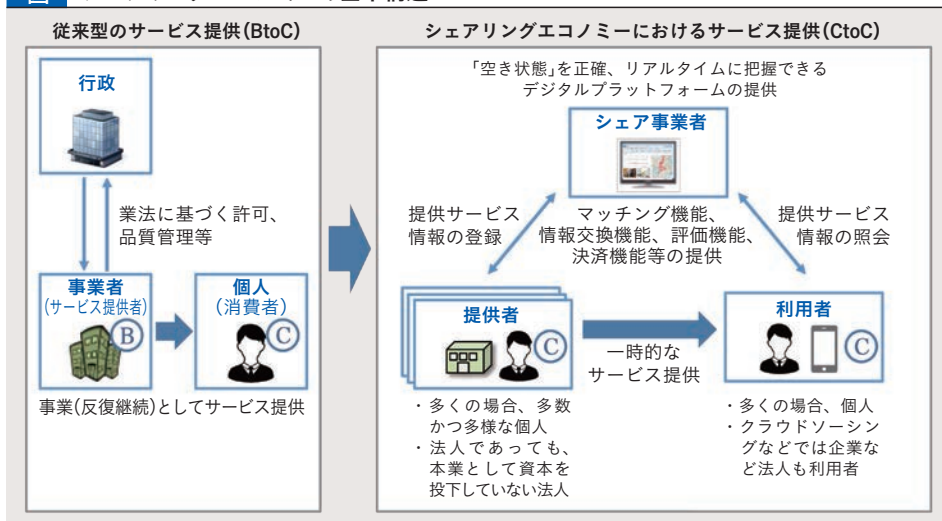 従来型のサービス提供(BtoC)
行政
業法に基づく許可、
品質管理等
事業者
(サービス提供者)
B
個人
(消費者)
C
事業(反復継続)としてサービス提供
シェアリングエコノミーにおけるサービス提供(CtoC)
「空き状態」を正確、リアルタイムに把握できる
デジタルプラットフォームの提供
シェア事業者
提供サービス
情報の登録
マッチング機能、
情報交換機能、評価機能、
決済機能等の提供
提供サービス
情報の照会
提供者
C
一時的な
サービス提供
利用者
C
・多くの場合、多数
かつ多様な個人
・法人であっても、
本業として資本を
投下していない法人
・多くの場合、個人
・クラウドソーシン
グなどでは企業な
ど法人も利用者